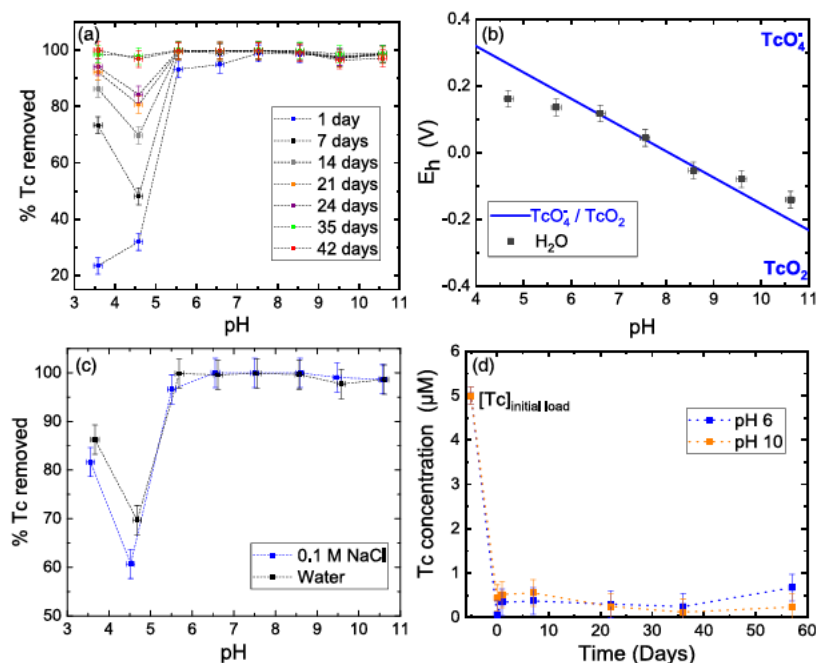 (a)
100
90
80
70
60
50
40
30
20
% Tc removed
1 day
7 days
14 days
21 days
24 days
35 days
42 days
3 4 5 6 7 8 9 10 11
pH
(b)
TcO₄⁻
0.4
0.2
0.0
-0.2
-0.4
E_h (V)
TcO₄⁻ / TcO₂
H₂O
TcO₂
4 5 6 7 8 9 10 11
pH
(c)
100
90
80
70
60
50
% Tc removed
0.1 M NaCl
Water
3 4 5 6 7 8 9 10 11
pH
(d)
6
5
4
3
2
1
0
Tc concentration (µM)
[Tc]initial load
pH 6
pH 10
0 10 20 30 40 50 60
Time (Days)